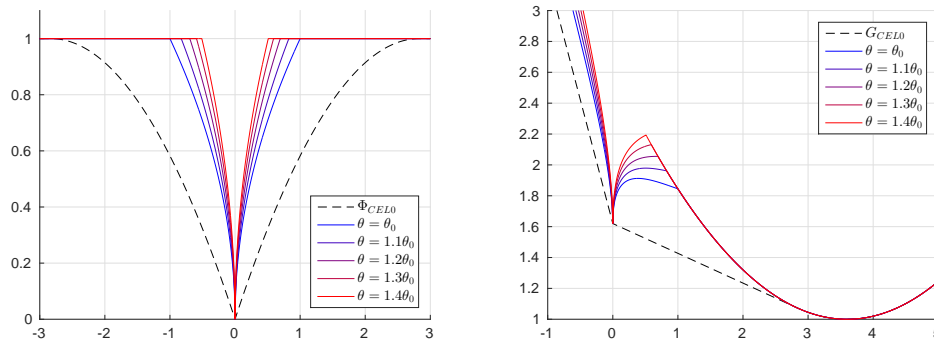 1
0.8
0.6
0.4
0.2
0
-3
-2
-1
0
1
2
3
Φ_{CEL0}
θ = θ_0
θ = 1.1θ_0
θ = 1.2θ_0
θ = 1.3θ_0
θ = 1.4θ_0
3
2.8
2.6
2.4
2.2
2
1.8
1.6
1.4
1.2
1
-1
0
1
2
3
4
G_{CEL0}
θ = θ_0
θ = 1.1θ_0
θ = 1.2θ_0
θ = 1.3θ_0
θ = 1.4θ_0